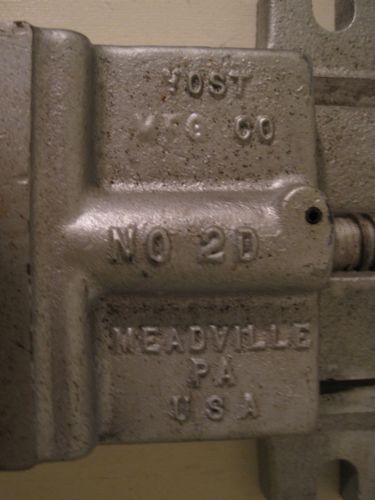 YOST
MFG CO
NO 2D
MEADVILLE
PA
USA